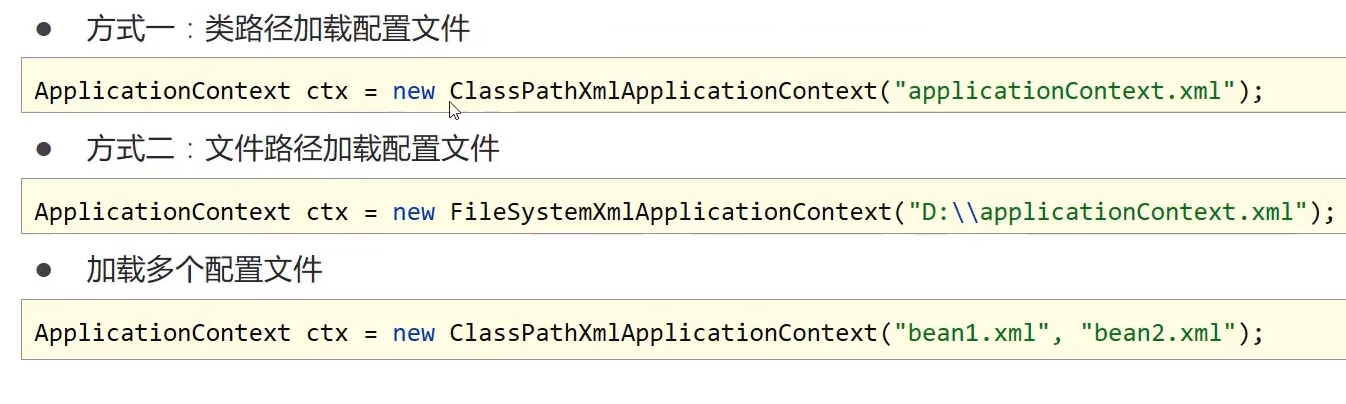 ● 方式一：类路径加载配置文件
ApplicationContext ctx = new ClassPathXmlApplicationContext("applicationContext.xml");
● 方式二：文件路径加载配置文件
ApplicationContext ctx = new FileSystemXmlApplicationContext("D:\\applicationContext.xml");
● 加载多个配置文件
ApplicationContext ctx = new ClassPathXmlApplicationContext("bean1.xml", "bean2.xml");